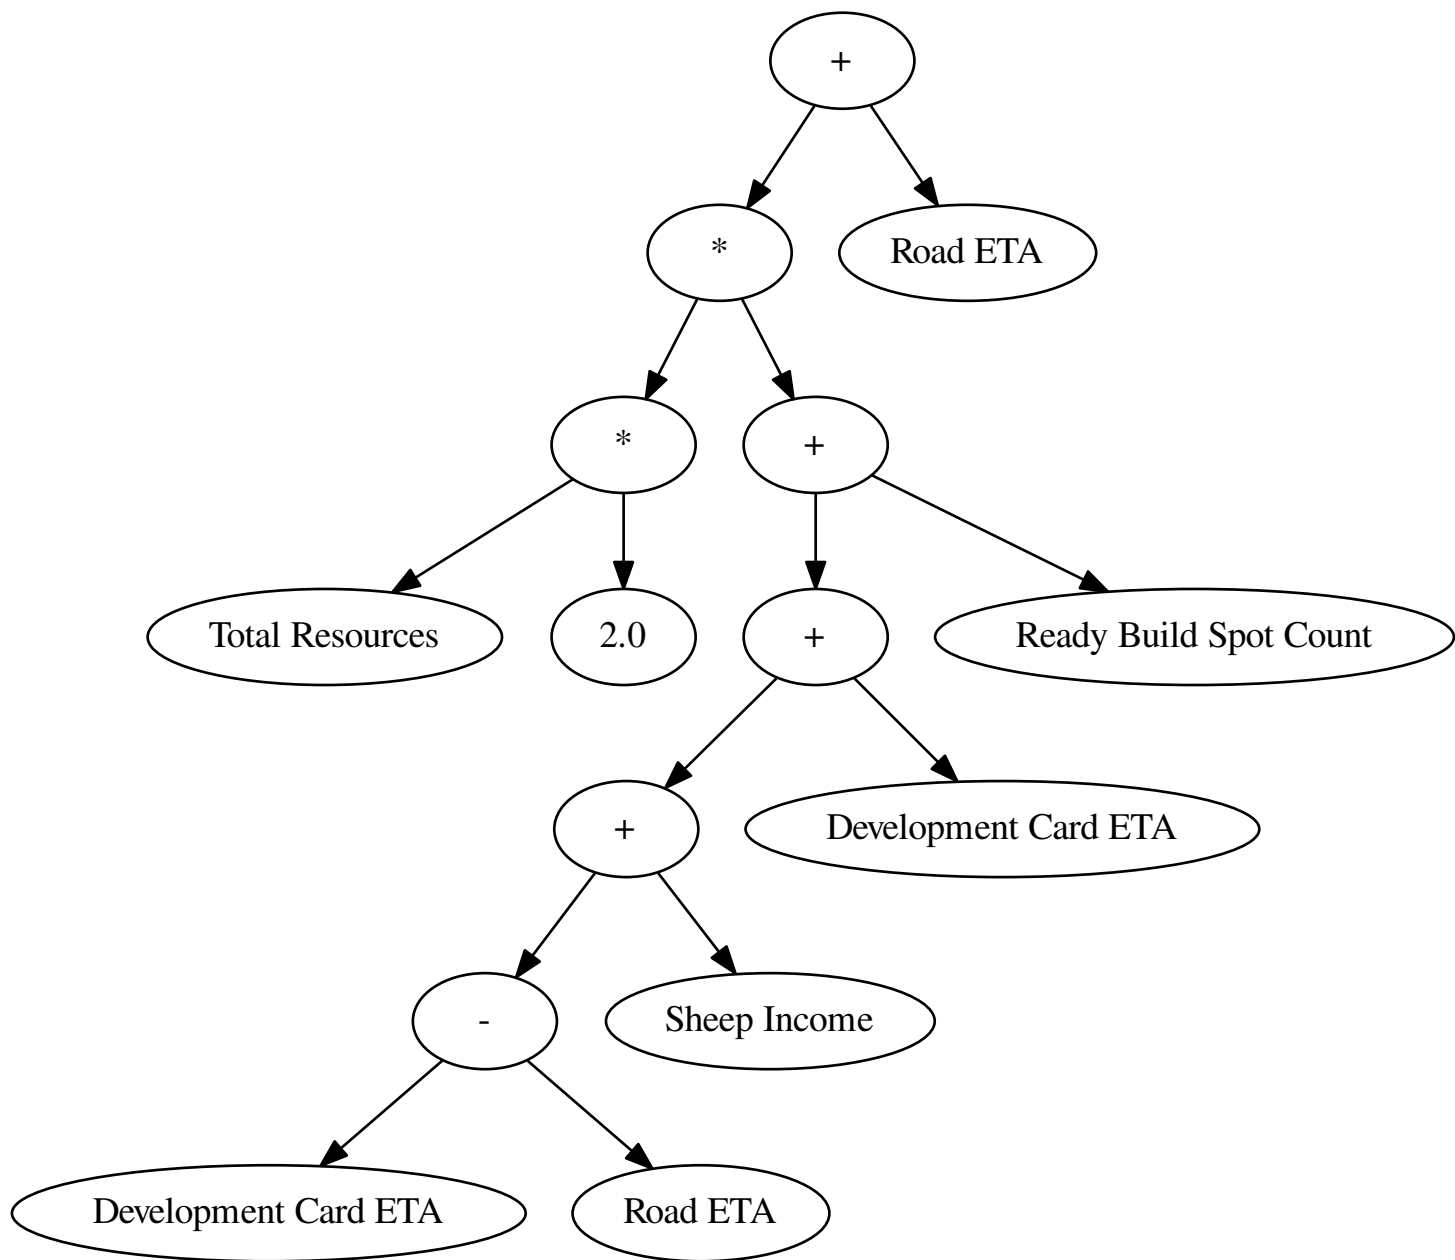 +
*
Road ETA
*
+
Total Resources
2.0
+
Ready Build Spot Count
+
Development Card ETA
-
Sheep Income
Development Card ETA
Road ETA